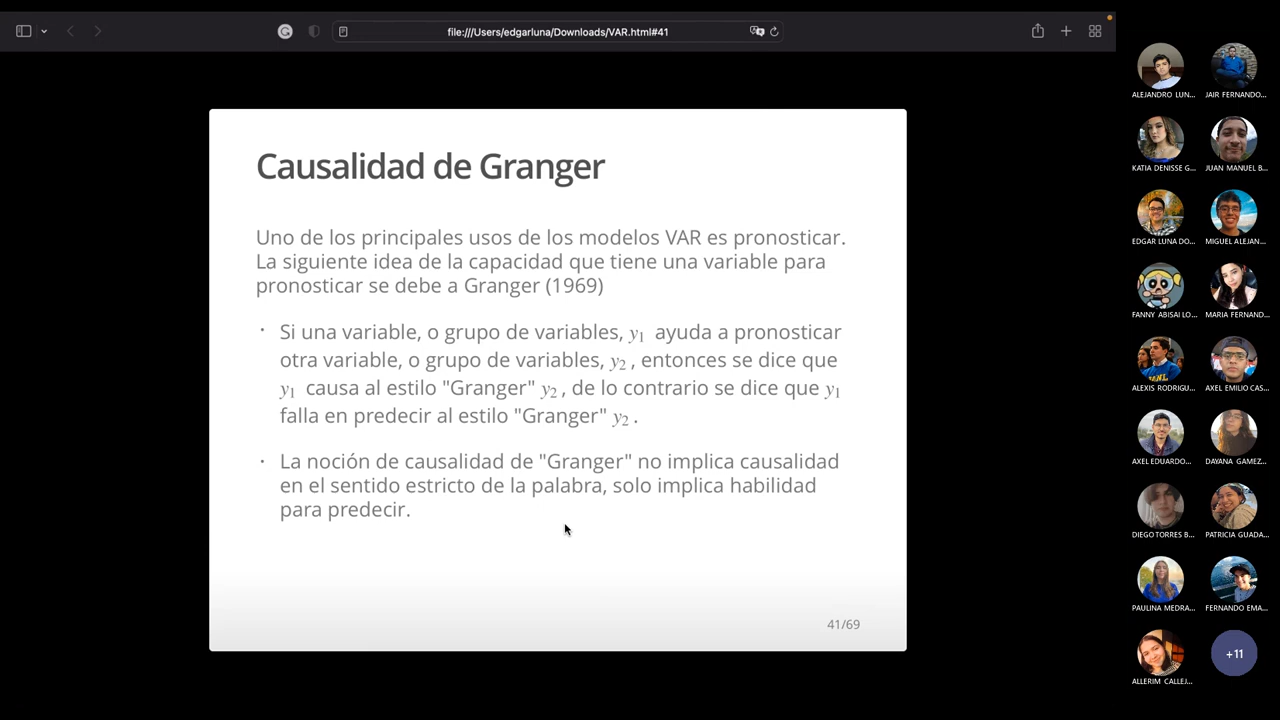 file:///Users/edgarluna/Downloads/VAR.html#41
Causalidad de Granger
Uno de los principales usos de los modelos VAR es pronosticar.
La siguiente idea de la capacidad que tiene una variable para
pronosticar se debe a Granger (1969)
· Si una variable, o grupo de variables, y₁ ayuda a pronosticar
otra variable, o grupo de variables, y₂ , entonces se dice que
y₁ causa al estilo "Granger" y₂ , de lo contrario se dice que y₁
falla en predecir al estilo "Granger" y₂ .
· La noción de causalidad de "Granger" no implica causalidad
en el sentido estricto de la palabra, solo implica habilidad
para predecir.
41/69
ALEJANDRO LUN...
JAIR FERNANDO...
KATIA DENISSE G...
JUAN MANUEL B...
EDGAR LUNA DO...
MIGUEL ALEJAN...
FANNY ABISAI LO...
MARIA FERNAND...
ALEXIS RODRIGU...
AXEL EMILIO CAS...
AXEL EDUARDO...
DAYANA GAMEZ...
DIEGO TORRES B...
PATRICIA GUADA...
PAULINA MEDRA...
FERNANDO EMA...
ALLERIM CALLEJ...
+11